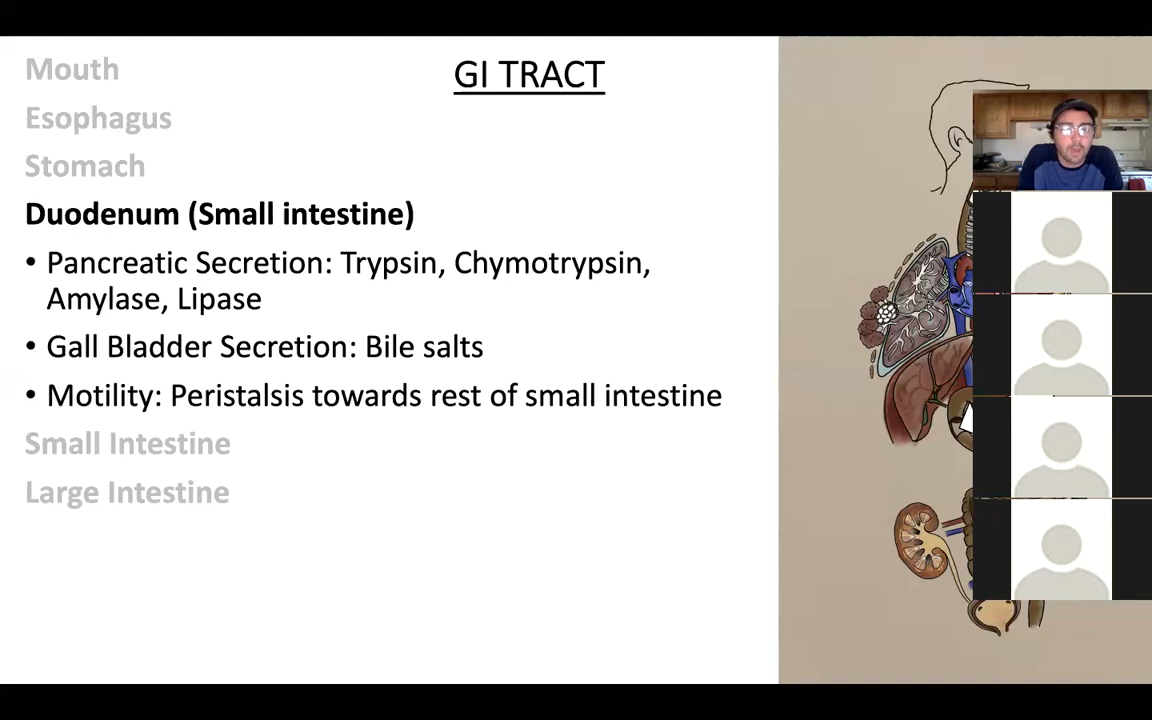 Mouth
GI TRACT
Esophagus
Stomach
Duodenum (Small intestine)
• Pancreatic Secretion: Trypsin, Chymotrypsin,
Amylase, Lipase
• Gall Bladder Secretion: Bile salts
• Motility: Peristalsis towards rest of small intestine
Small Intestine
Large Intestine